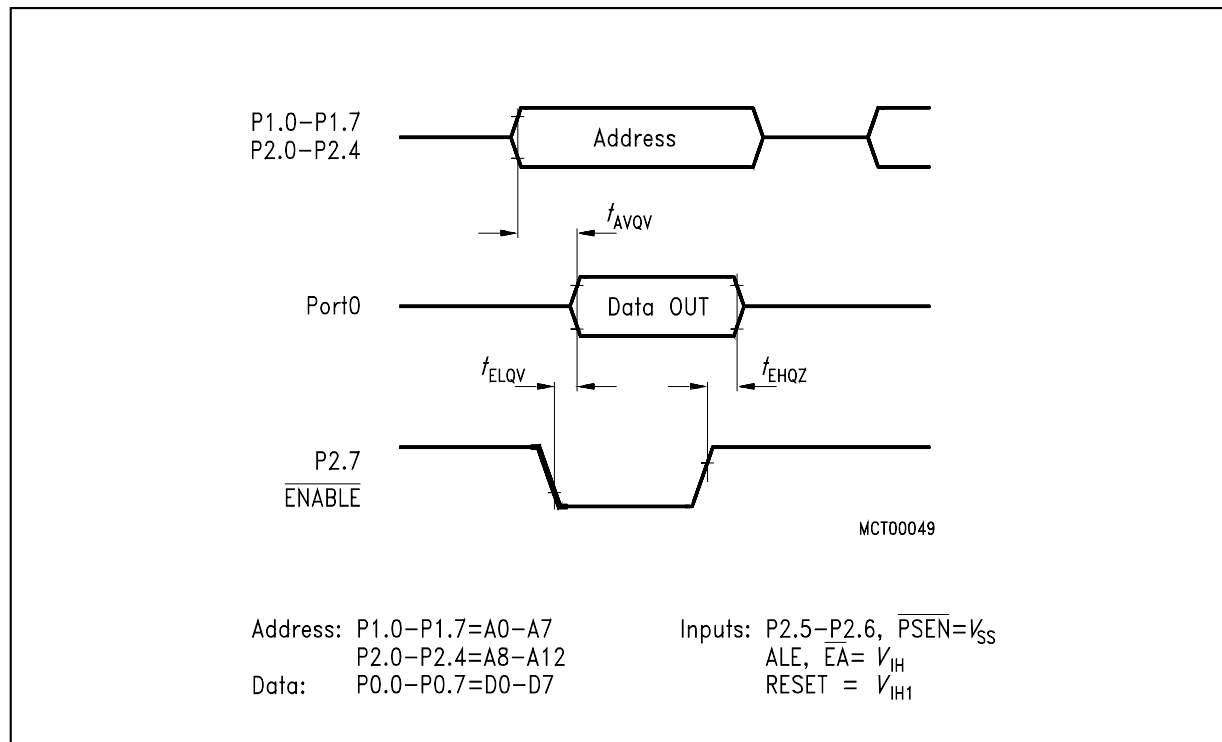 P1.0–P1.7
P2.0–P2.4
Address
tAVQV
Port0
Data OUT
tELQV
tEHQZ
P2.7
ENABLE
MCT00049
Address: P1.0–P1.7=A0–A7
P2.0–P2.4=A8–A12
Data: P0.0–P0.7=D0–D7
Inputs: P2.5–P2.6, PSEN=VSS
ALE, EA= VIH
RESET = VIH1